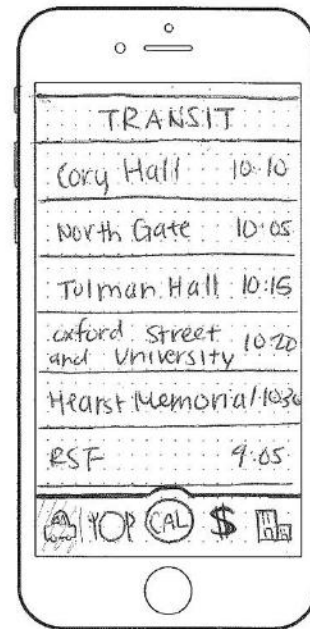 TRANSIT
Cory Hall 10:10
North Gate 10:05
Tolman Hall 10:15
oxford Street
and University 10:20
Hearst Memorial 10:30
RSF 9:05
CAL $